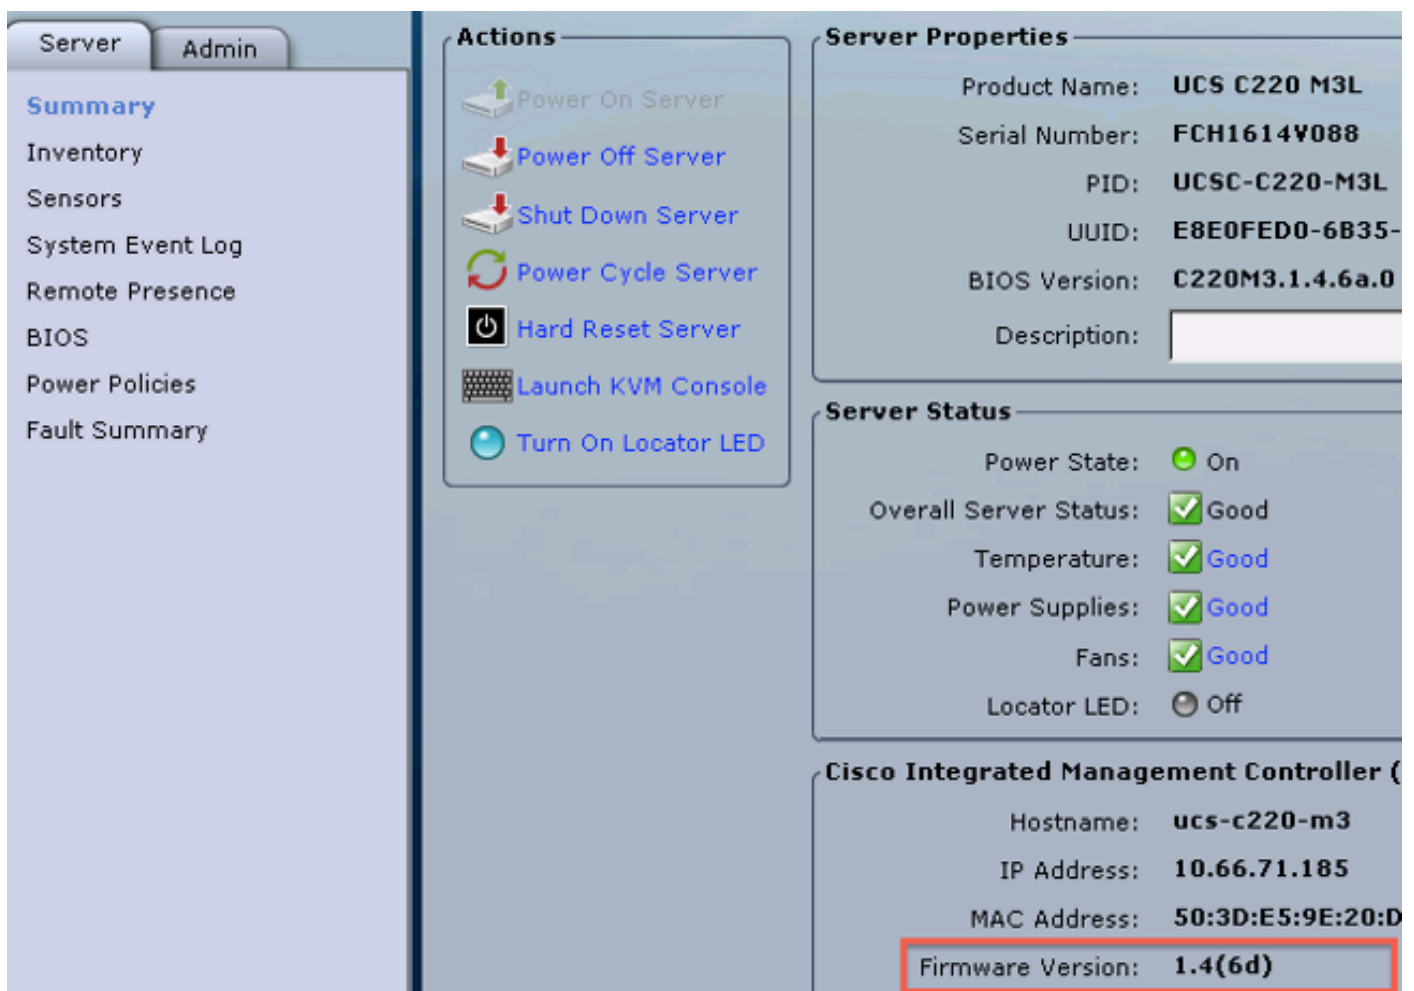 Server
Admin
Summary
Inventory
Sensors
System Event Log
Remote Presence
BIOS
Power Policies
Fault Summary
Actions
Power On Server
Power Off Server
Shut Down Server
Power Cycle Server
Hard Reset Server
Launch KVM Console
Turn On Locator LED
Server Properties
Product Name: UCS C220 M3L
Serial Number: FCH1614V088
PID: UCSC-C220-M3L
UUID: E8E0FED0-6B35-
BIOS Version: C220M3.1.4.6a.0
Description:
Server Status
Power State: On
Overall Server Status: Good
Temperature: Good
Power Supplies: Good
Fans: Good
Locator LED: Off
Cisco Integrated Management Controller (
Hostname: ucs-c220-m3
IP Address: 10.66.71.185
MAC Address: 50:3D:E5:9E:20:D
Firmware Version: 1.4(6d)